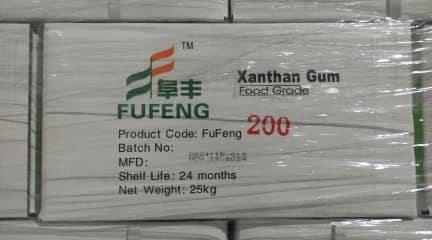 TM
阜丰
FUFENG
Xanthan Gum
Food Grade
Product Code: FuFeng 200
Batch No:
MFD:
Shelf Life: 24 months
Net Weight: 25kg